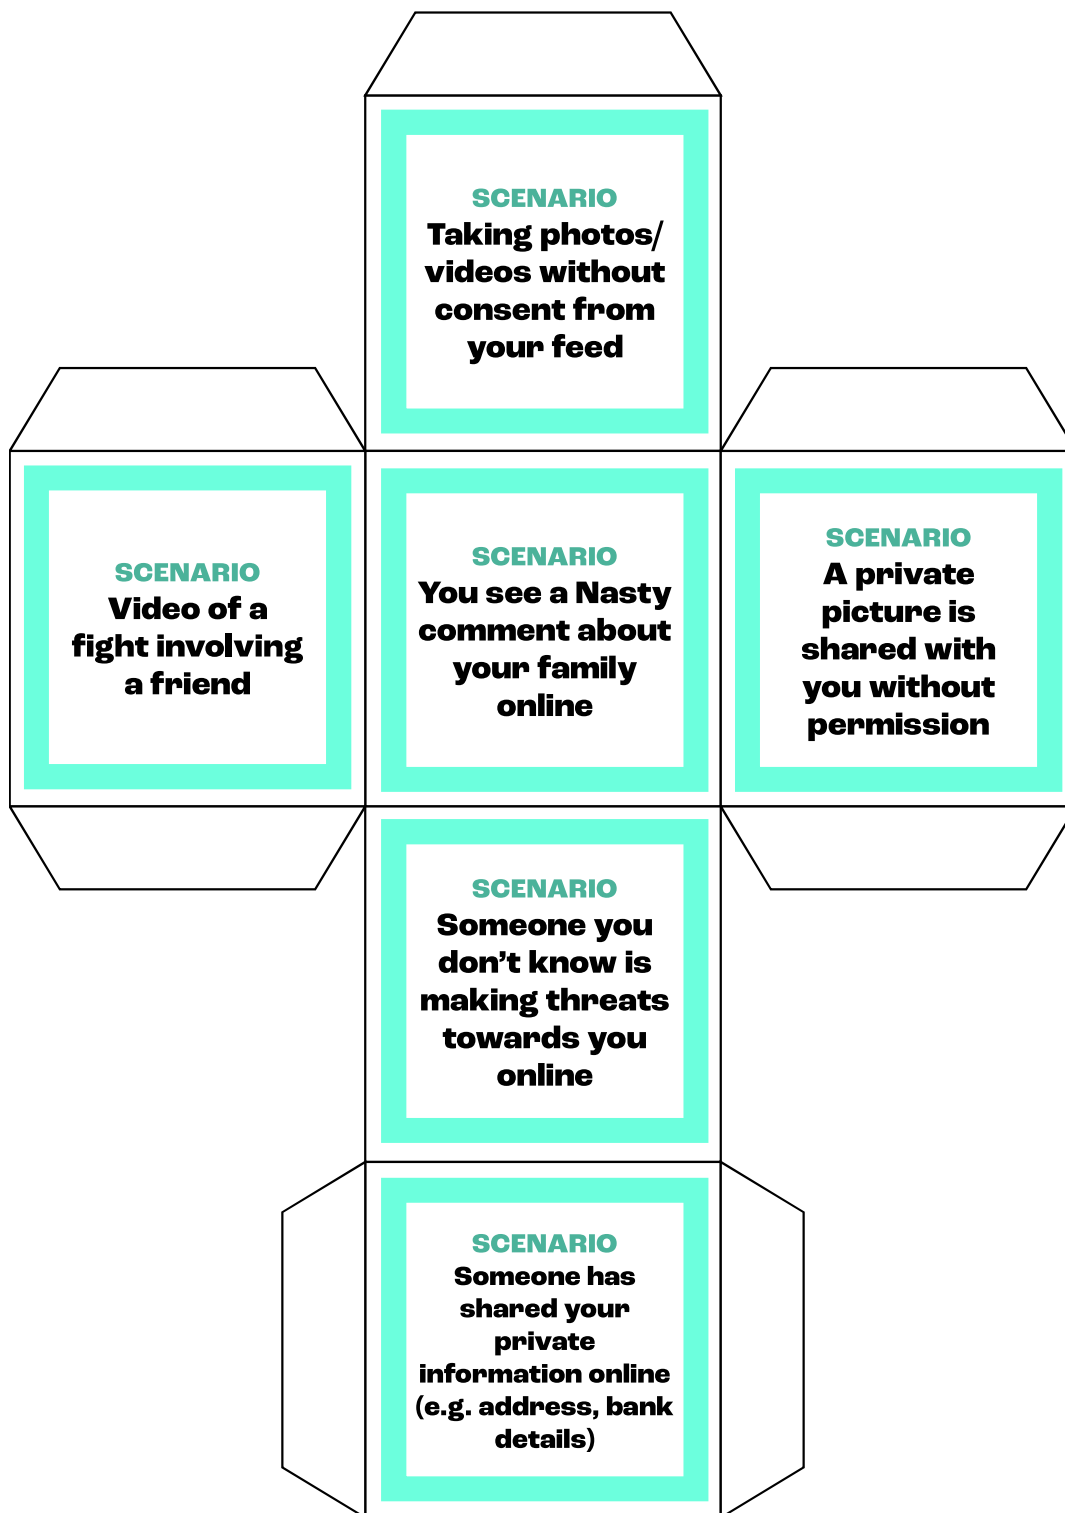 SCENARIO
Taking photos/
videos without
consent from
your feed
SCENARIO
Video of a
fight involving
a friend
SCENARIO
You see a Nasty
comment about
your family
online
SCENARIO
A private
picture is
shared with
you without
permission
SCENARIO
Someone you
don’t know is
making threats
towards you
online
SCENARIO
Someone has
shared your
private
information online
(e.g. address, bank
details)